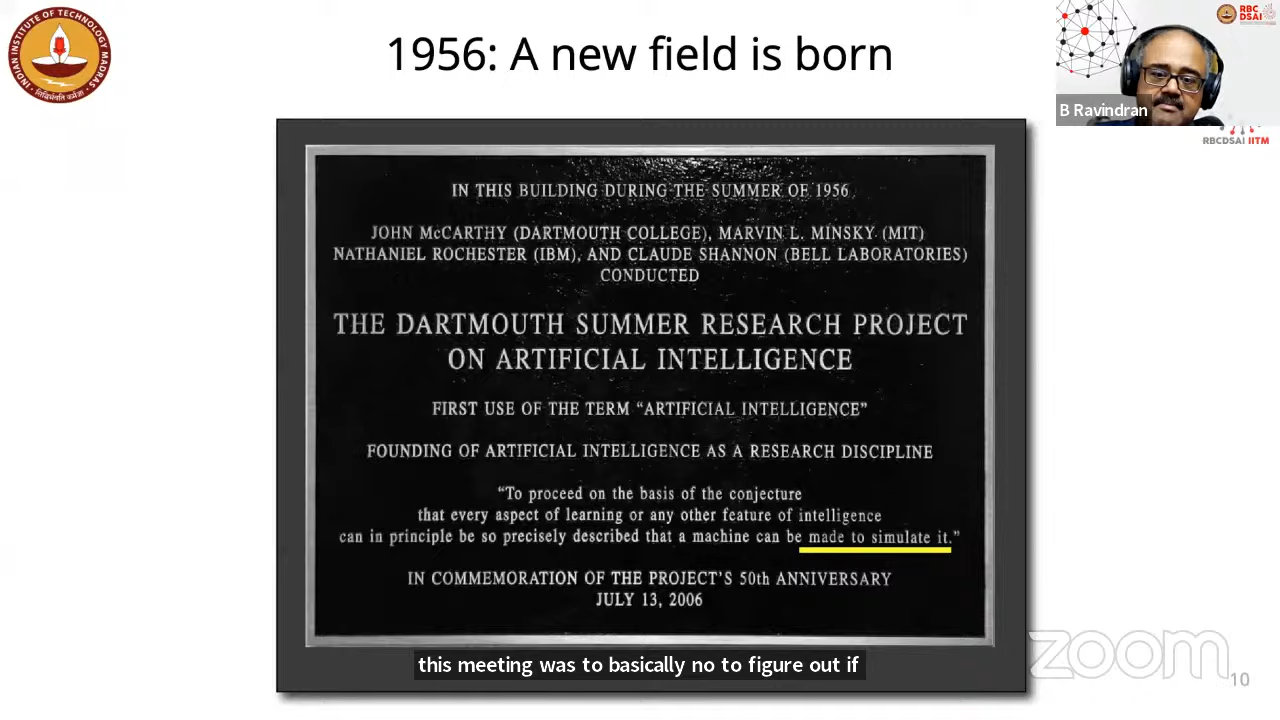 1956: A new field is born
INDIAN INSTITUTE OF TECHNOLOGY MADRAS
RBC
DSAI
B Ravindran
RBCDSAI IITM
IN THIS BUILDING DURING THE SUMMER OF 1956
JOHN McCARTHY (DARTMOUTH COLLEGE), MARVIN L. MINSKY (MIT)
NATHANIEL ROCHESTER (IBM), AND CLAUDE SHANNON (BELL LABORATORIES)
CONDUCTED
THE DARTMOUTH SUMMER RESEARCH PROJECT
ON ARTIFICIAL INTELLIGENCE
FIRST USE OF THE TERM “ARTIFICIAL INTELLIGENCE”
FOUNDING OF ARTIFICIAL INTELLIGENCE AS A RESEARCH DISCIPLINE
“To proceed on the basis of the conjecture
that every aspect of learning or any other feature of intelligence
can in principle be so precisely described that a machine can be made to simulate it.”
IN COMMEMORATION OF THE PROJECT'S 50th ANNIVERSARY
JULY 13, 2006
this meeting was to basically no to figure out if
zoom
10